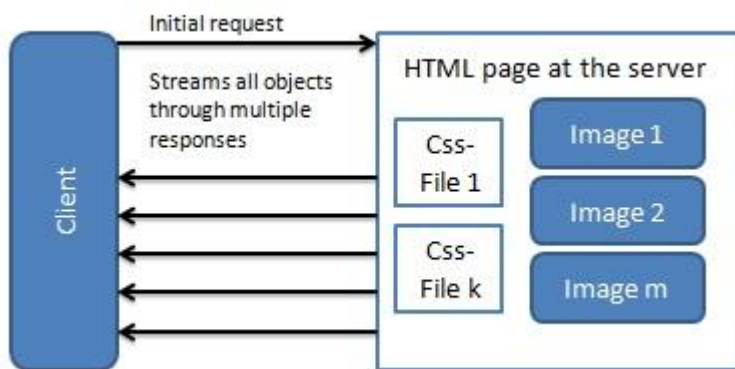 Initial request
Streams all objects
through multiple
responses
Client
HTML page at the server
Css-
File 1
Css-
File k
Image 1
Image 2
Image m